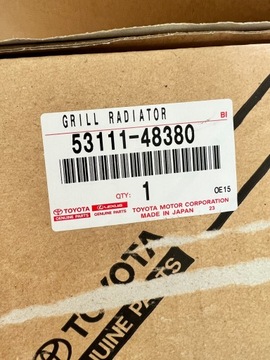 GRILL RADIATOR
BI
53111-48380
QTY:
1
OE15
TOYOTA
GENUINE PARTS
LEXUS
GENUINE PARTS
TOYOTA MOTOR CORPORATION
MADE IN JAPAN 23
TOYOTA
GENUINE PARTS